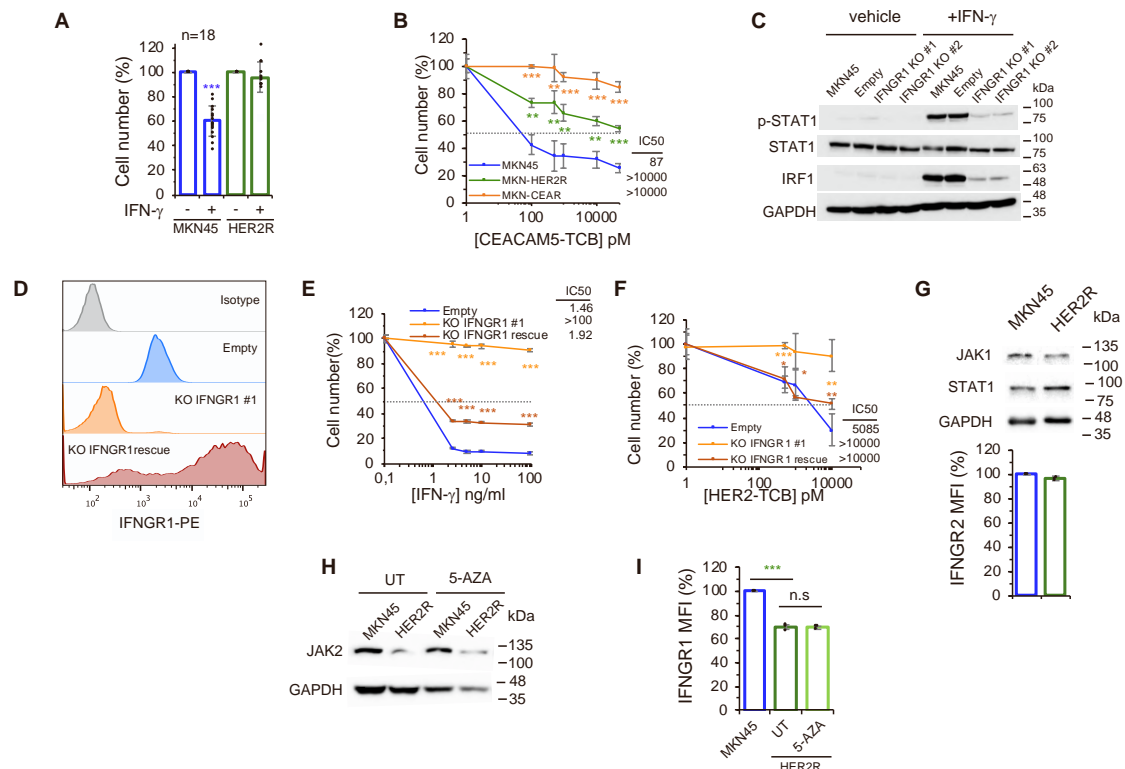 A
n=18
Cell number (%)
120
100
80
60
40
20
0
***
IFN-γ - + - +
MKN45 HER2R
B
Cell number (%)
120
100
80
60
40
20
0
*** ** *** *** ***
** ** ** ** ***
MKN45
MKN-HER2R
MKN-CEAR
IC50
87
>10000
>10000
1 100 10000
[CEACAM5-TCB] pM
C
vehicle +IFN-γ
MKN45 Empty IFNGR1 KO #1 IFNGR1 KO #2 MKN45 Empty IFNGR1 KO #1 IFNGR1 KO #2
kDa
p-STAT1 100 75
STAT1 100 75
IRF1 63 48
GAPDH 48 35
D
Isotype
Empty
KO IFNGR1 #1
KO IFNGR1rescue
10² 10³ 10⁴ 10⁵
IFNGR1-PE
E
Empty
KO IFNGR1 #1
KO IFNGR1 rescue
IC50
1.46
>100
1.92
Cell number(%)
120
100
80
60
40
20
0
*** *** *** ***
*** *** *** ***
0,1 1 10 100
[IFN-γ] ng/ml
F
Cell number (%)
120
100
80
60
40
20
0
*** **
* * **
Empty
KO IFNGR1 #1
KO IFNGR1 rescue
IC50
5085
>10000
>10000
1 100 10000
[HER2-TCB] pM
G
MKN45 HER2R
kDa
JAK1 135
STAT1 100 75
GAPDH 48 35
IFNGR2 MFI (%)
120
100
80
60
40
20
0
H
UT 5-AZA
MKN45 HER2R MKN45 HER2R
kDa
JAK2 135 100
GAPDH 48 35
I
IFNGR1 MFI (%)
120
100
80
60
40
20
0
***
n.s
MKN45 UT 5-AZA
HER2R